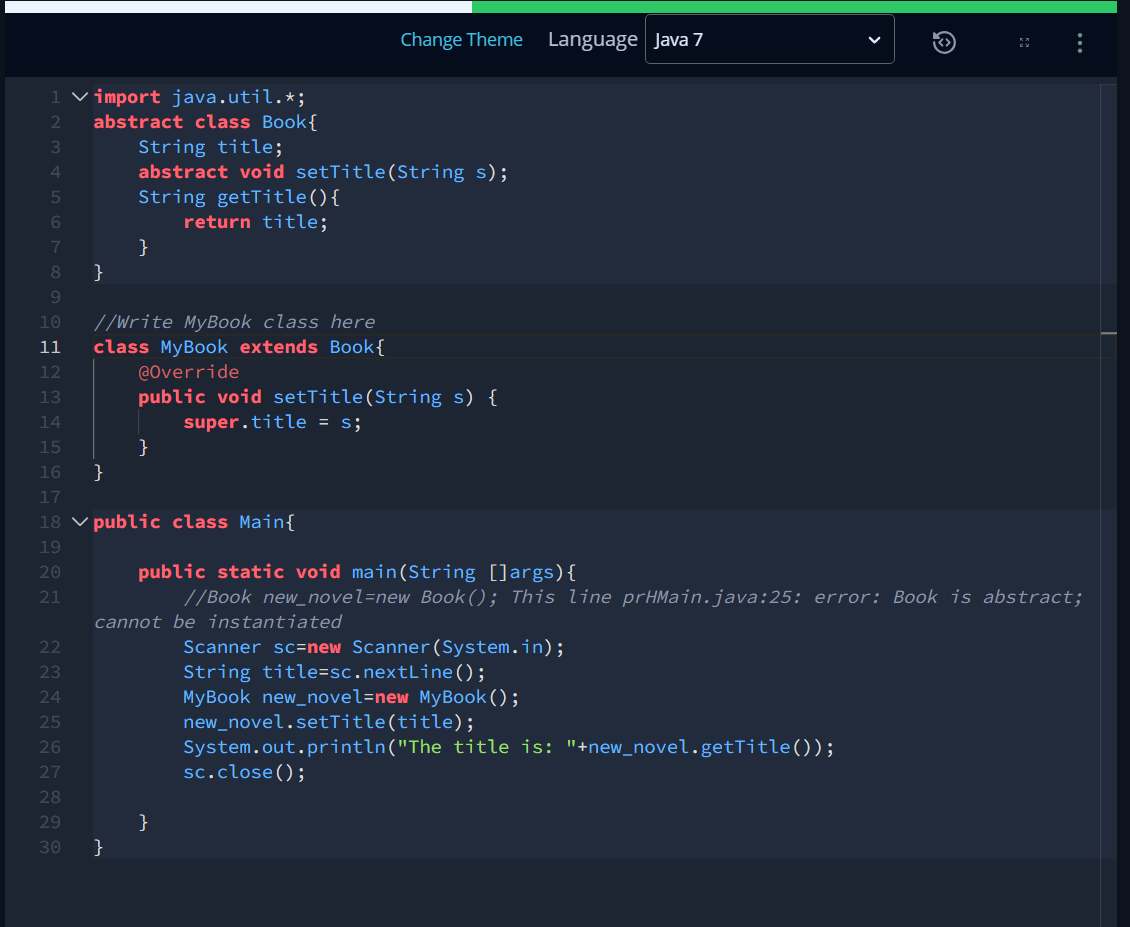 Change Theme Language Java 7
1 import java.util.*;
2 abstract class Book{
3     String title;
4     abstract void setTitle(String s);
5     String getTitle(){
6         return title;
7     }
8 }
9
10 //Write MyBook class here
11 class MyBook extends Book{
12     @Override
13     public void setTitle(String s) {
14         super.title = s;
15     }
16 }
17
18 public class Main{
19
20     public static void main(String []args){
21         //Book new_novel=new Book(); This line prHMain.java:25: error: Book is abstract;
cannot be instantiated
22         Scanner sc=new Scanner(System.in);
23         String title=sc.nextLine();
24         MyBook new_novel=new MyBook();
25         new_novel.setTitle(title);
26         System.out.println("The title is: "+new_novel.getTitle());
27         sc.close();
28
29     }
30 }